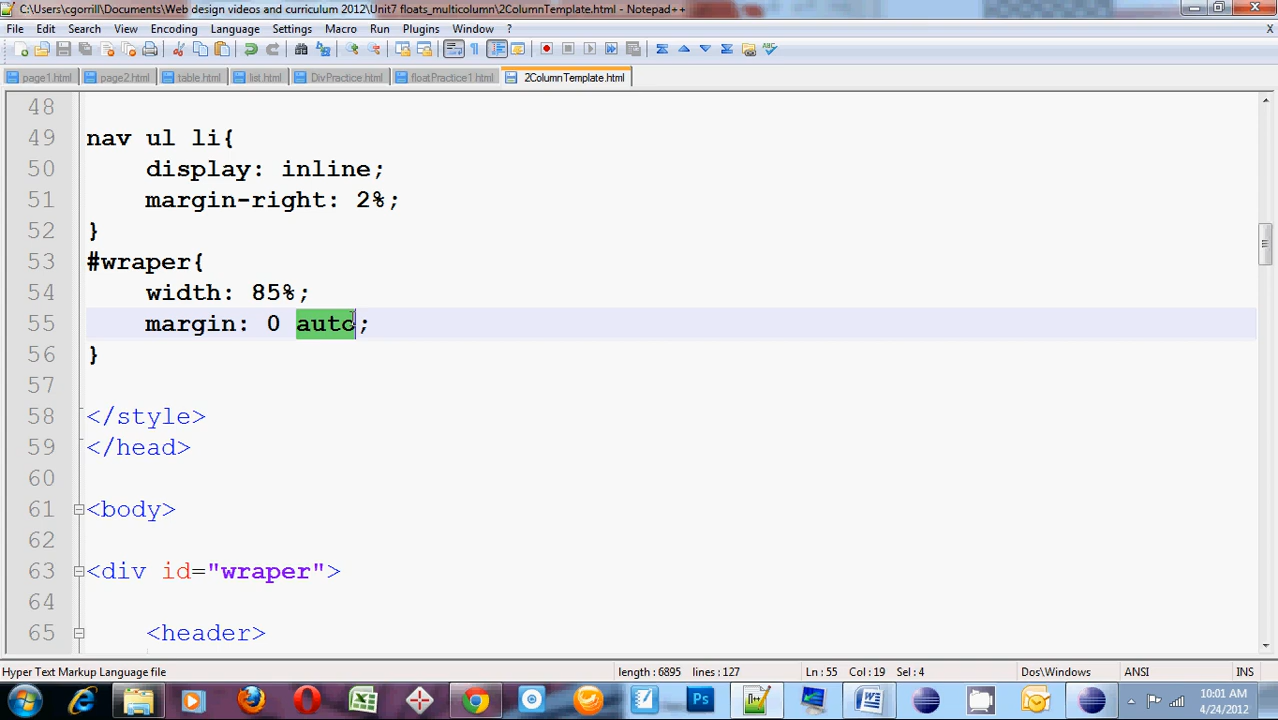 C:\Users\cgorrill\Documents\Web design videos and curriculum 2012\Unit7 floats_multicolumn\2ColumnTemplate.html - Notepad++
File Edit Search View Encoding Language Settings Macro Run Plugins Window ? X
page1.html page2.html table.html list.html DivPractice.html floatPractice1.html 2ColumnTemplate.html
48
49 nav ul li{
50 display: inline;
51 margin-right: 2%;
52 }
53 #wraper{
54 width: 85%;
55 margin: 0 auto;
56 }
57
58 </style>
59 </head>
60
61 <body>
62
63 <div id="wraper">
64
65 <header>
Hyper Text Markup Language file length : 6895 lines : 127 Ln : 55 Col : 19 Sel : 4 Dos\Windows ANSI INS
10:01 AM
4/24/2012